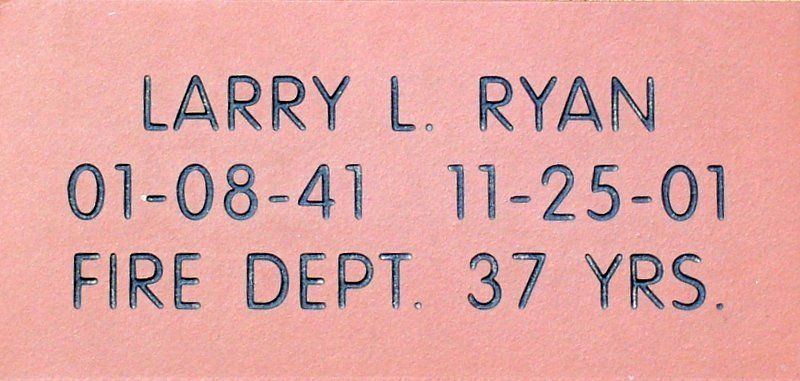 LARRY L. RYAN
01-08-41 11-25-01
FIRE DEPT. 37 YRS.